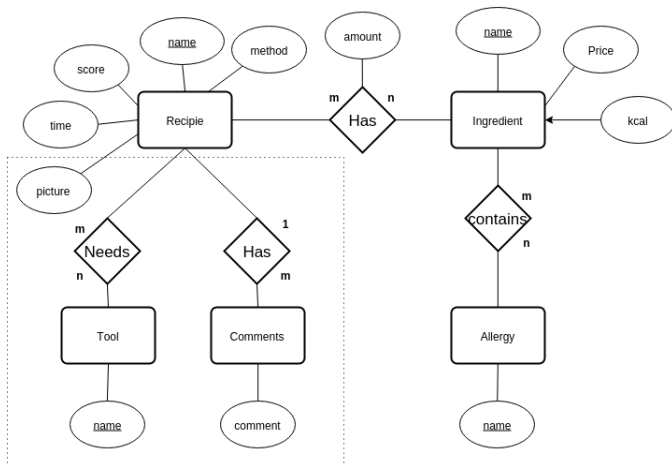 name
method
amount
name
Price
score
time
Recipie
m
n
Has
Ingredient
kcal
picture
m
Needs
n
1
Has
m
m
contains
n
Tool
Comments
Allergy
name
comment
name